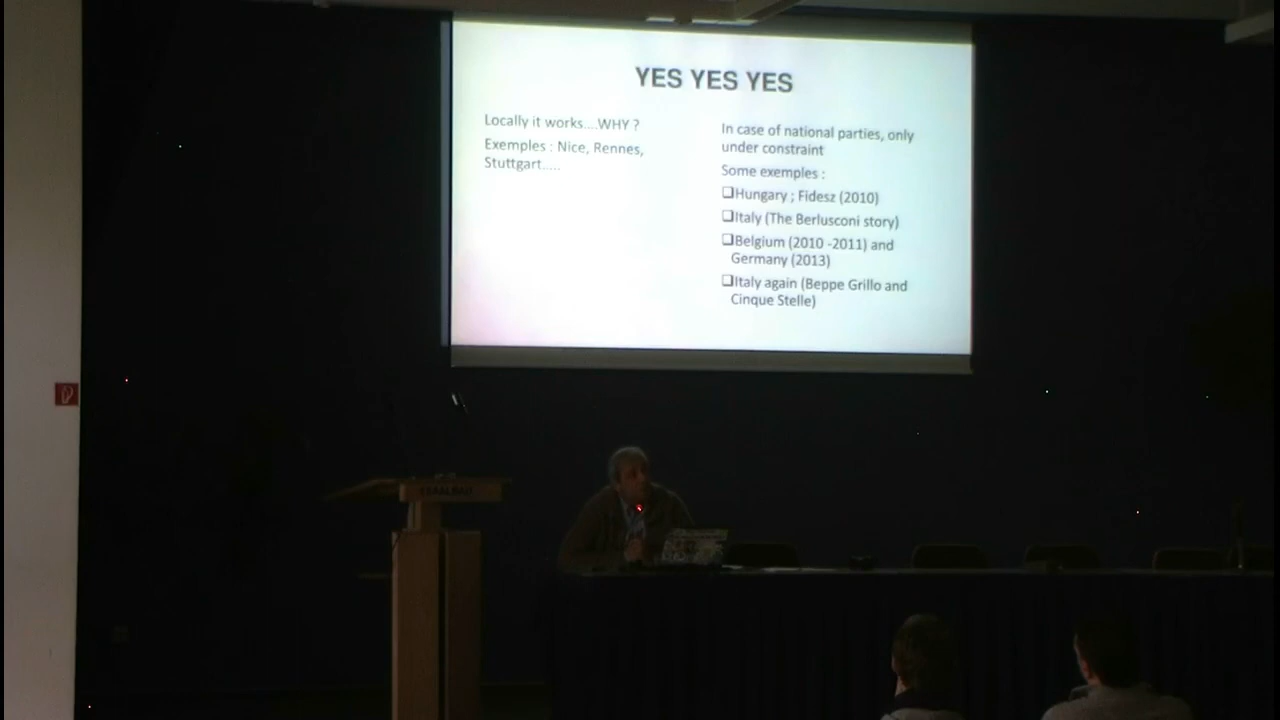 YES YES YES
Locally it works....WHY ?
Exemples : Nice, Rennes,
Stuttgart.....
In case of national parties, only
under constraint
Some exemples :
❑Hungary ; Fidesz (2010)
❑Italy (The Berlusconi story)
❑Belgium (2010 -2011) and
Germany (2013)
❑Italy again (Beppe Grillo and
Cinque Stelle)